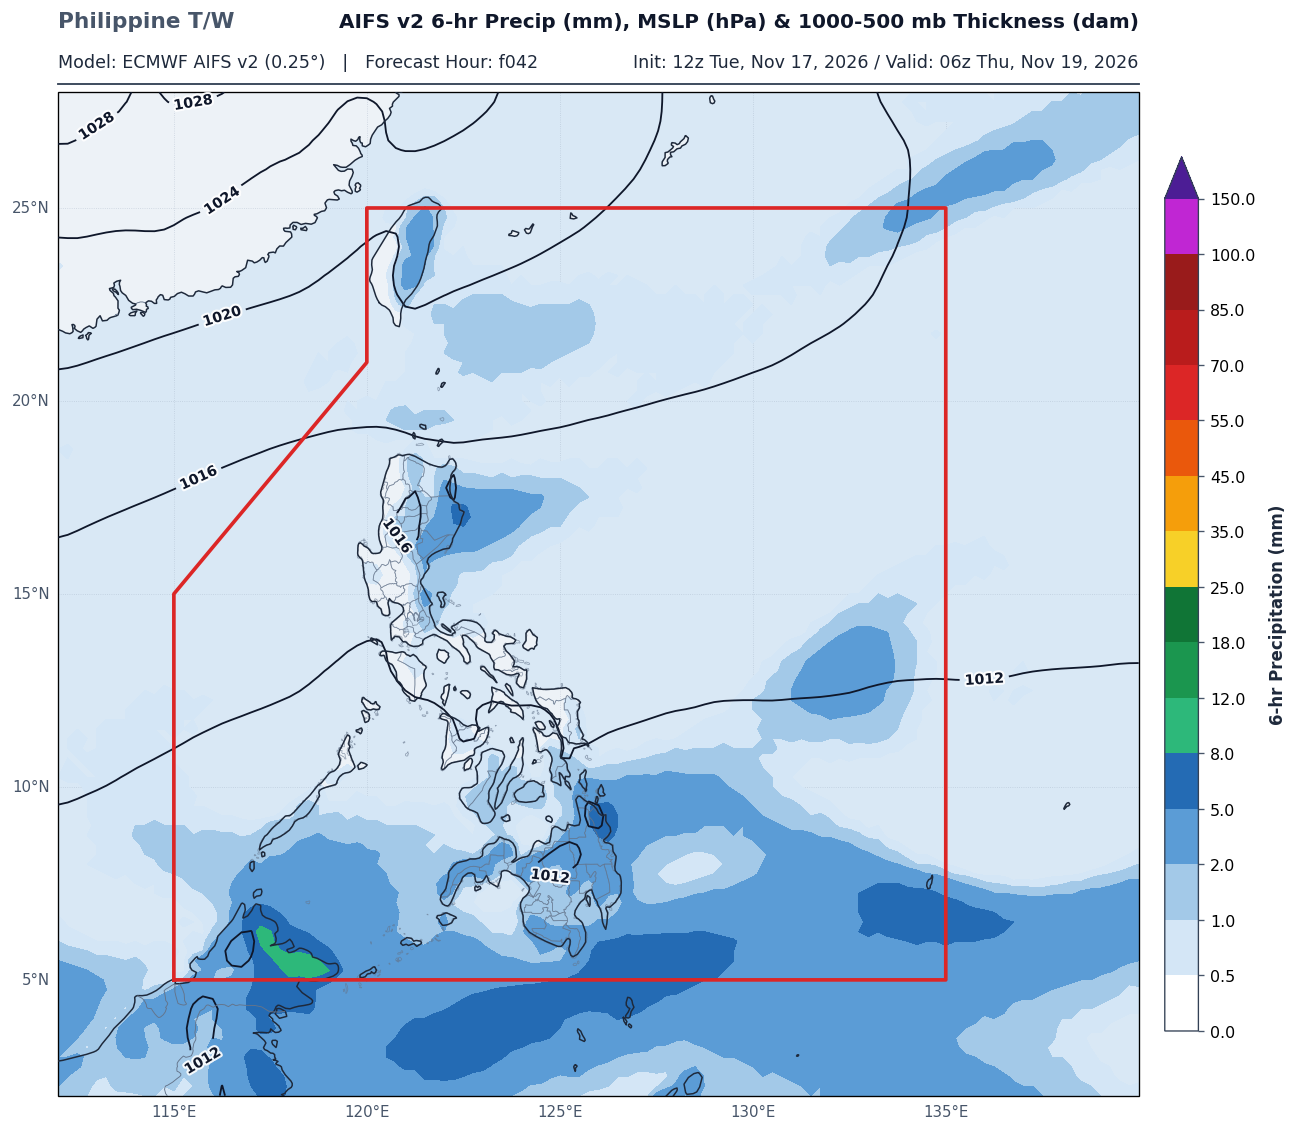 Philippine T/W
AIFS v2 6-hr Precip (mm), MSLP (hPa) & 1000-500 mb Thickness (dam)
Model: ECMWF AIFS v2 (0.25°) | Forecast Hour: f042
Init: 12z Tue, Nov 17, 2026 / Valid: 06z Thu, Nov 19, 2026
1028
1028
1024
1020
1016
1016
1012
1012
1012
25°N
20°N
15°N
10°N
5°N
115°E
120°E
125°E
130°E
135°E
150.0
100.0
85.0
70.0
55.0
45.0
35.0
25.0
18.0
12.0
8.0
5.0
2.0
1.0
0.5
0.0
6-hr Precipitation (mm)